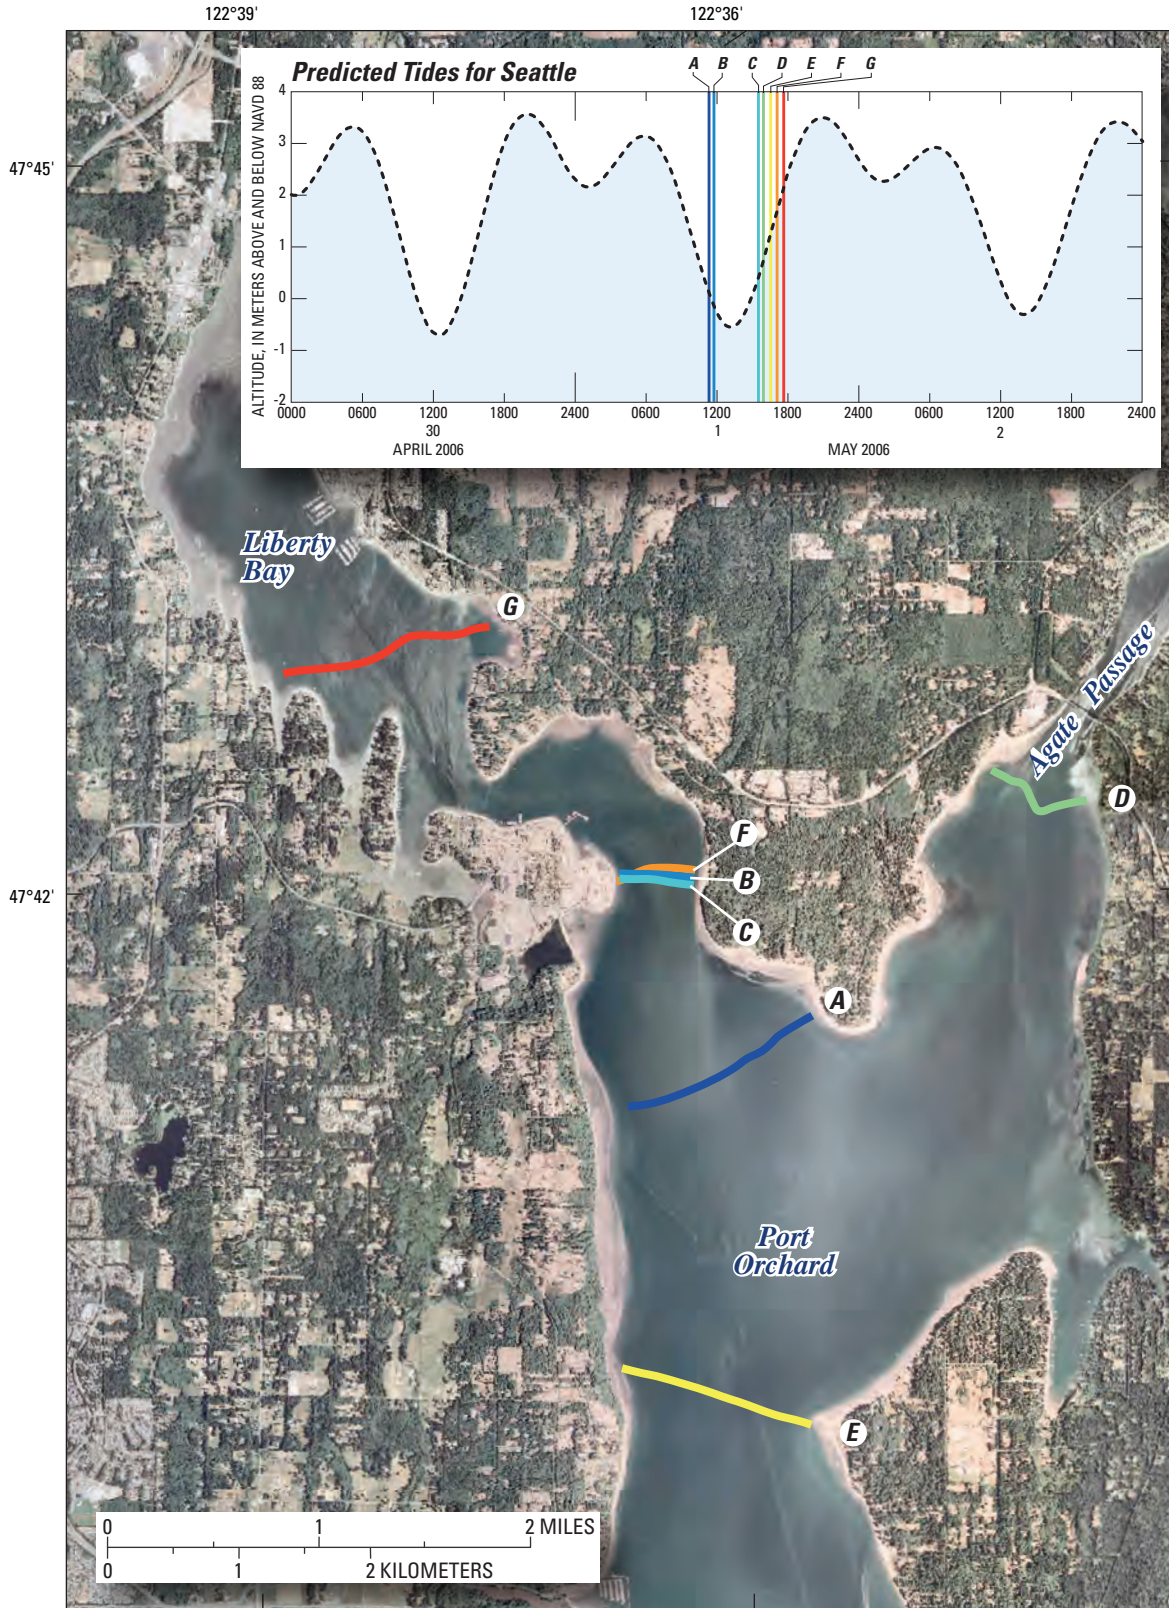 122°39'
122°36'
47°45'
47°42'
Predicted Tides for Seattle
A B C D E F G
ALTITUDE, IN METERS ABOVE AND BELOW NAVD 88
4
3
2
1
0
-1
-2
0000 0600 1200 1800 2400 0600 1200 1800 2400 0600 1200 1800 2400
30 1 2
APRIL 2006 MAY 2006
Liberty
Bay
G
Agate Passage
D
F
B
C
A
Port
Orchard
E
0 1 2 MILES
0 1 2 KILOMETERS